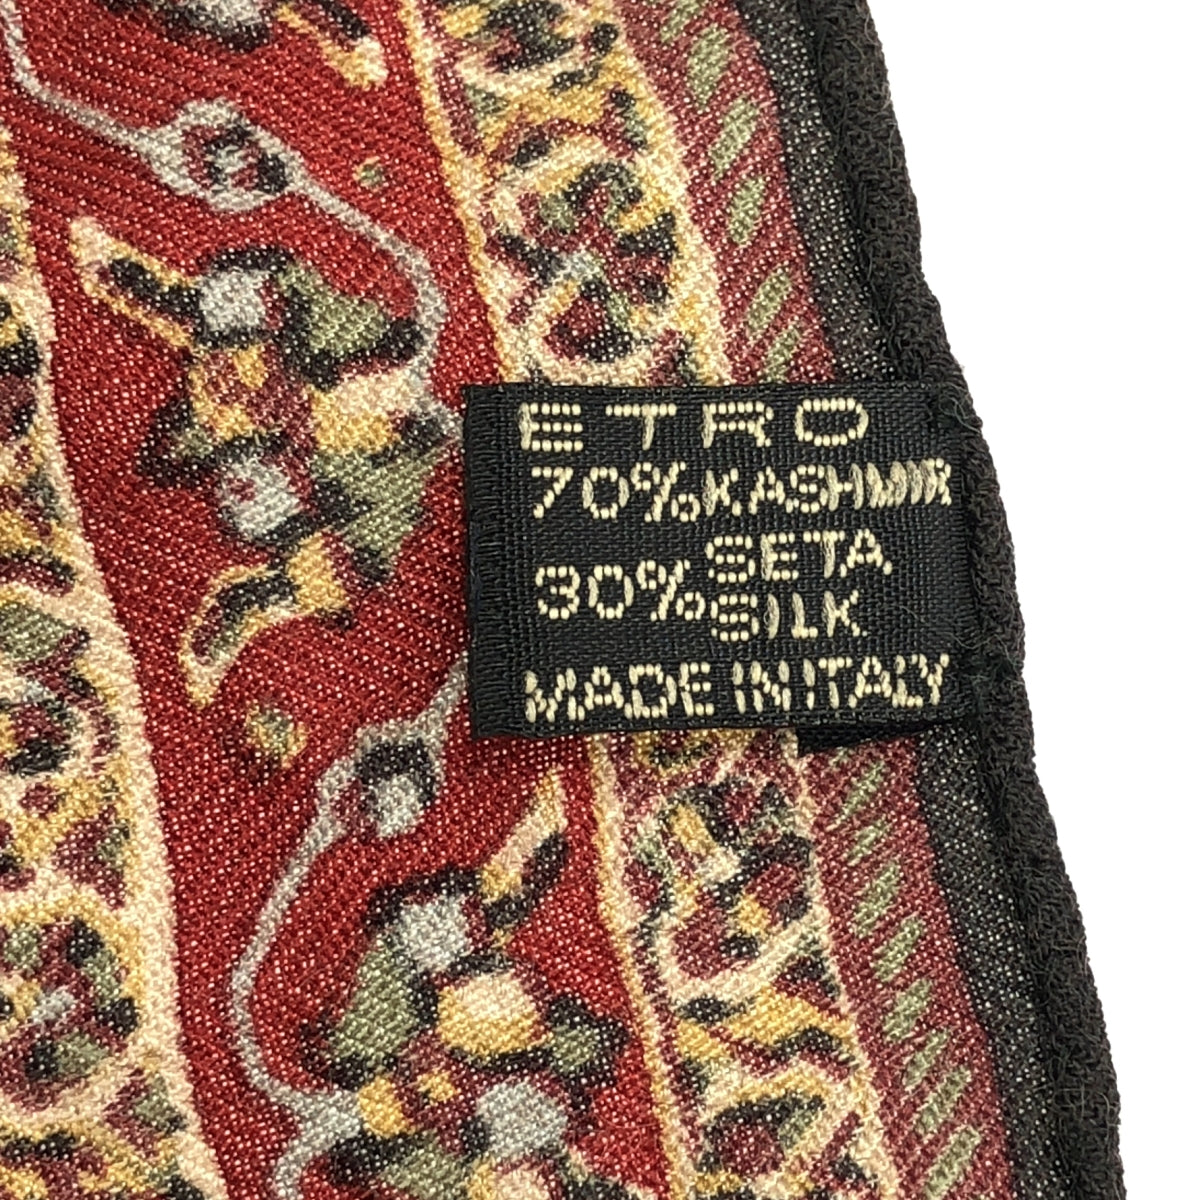 ETRO
70% KASHMIR
30% SETA
SILK
MADE IN ITALY